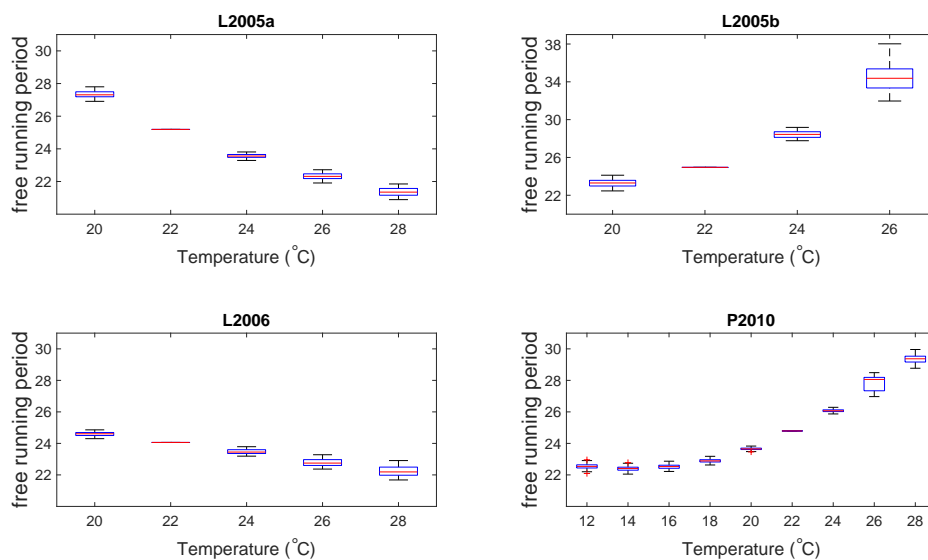 L2005a
free running period
30
28
26
24
22
20 22 24 26 28
Temperature (°C)
L2005b
free running period
38
34
30
26
22
20 22 24 26
Temperature (°C)
L2006
free running period
30
28
26
24
22
20 22 24 26 28
Temperature (°C)
P2010
free running period
30
28
26
24
22
12 14 16 18 20 22 24 26 28
Temperature (°C)